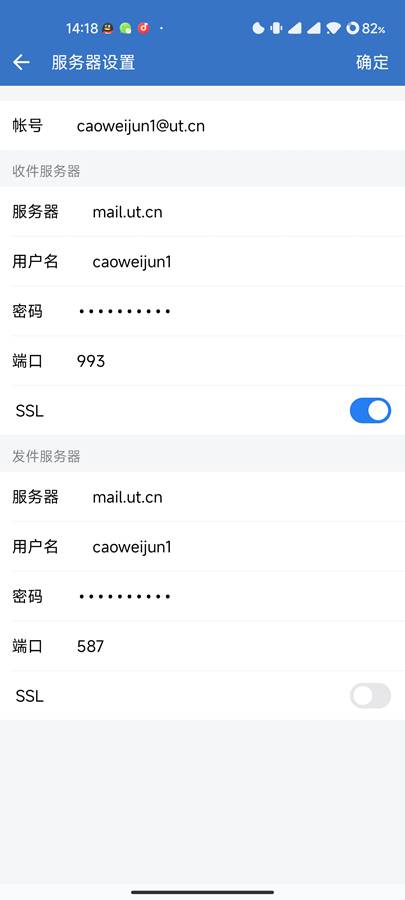 14:18 82%
服务器设置 确定
帐号 caoweijun1@ut.cn
收件服务器
服务器 mail.ut.cn
用户名 caoweijun1
密码 ••••••••••
端口 993
SSL
发件服务器
服务器 mail.ut.cn
用户名 caoweijun1
密码 ••••••••••
端口 587
SSL